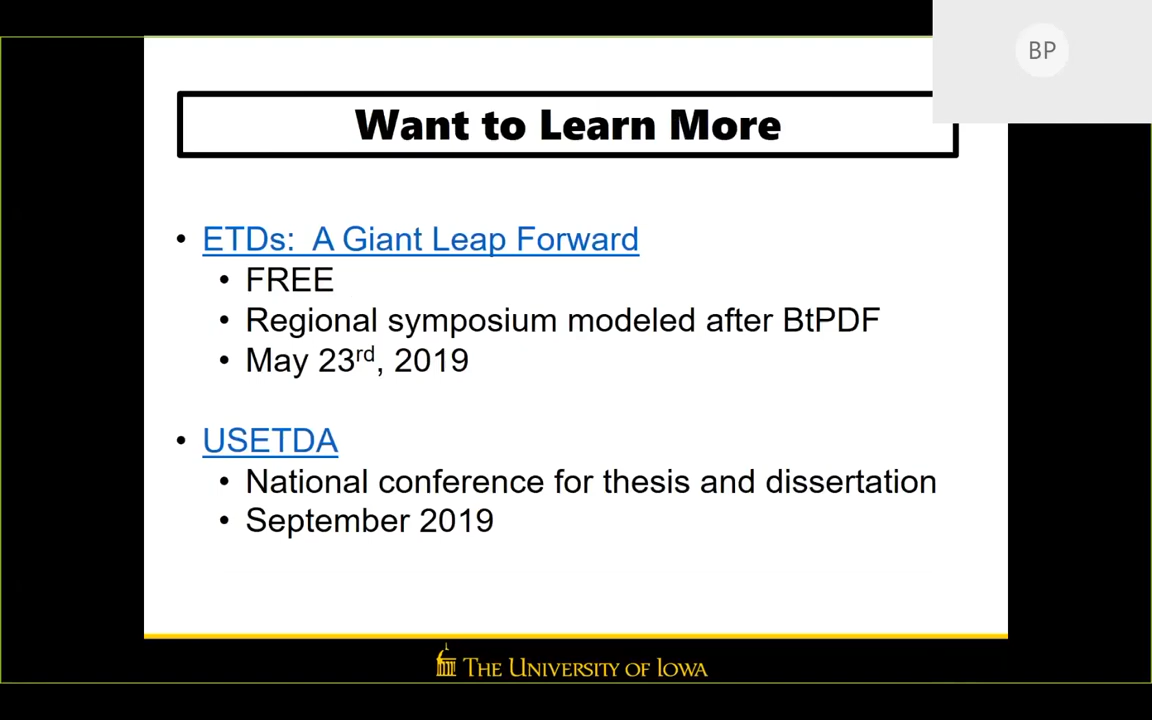 BP
Want to Learn More
• ETDs: A Giant Leap Forward
• FREE
• Regional symposium modeled after BtPDF
• May 23rd, 2019
• USETDA
• National conference for thesis and dissertation
• September 2019
THE UNIVERSITY OF IOWA